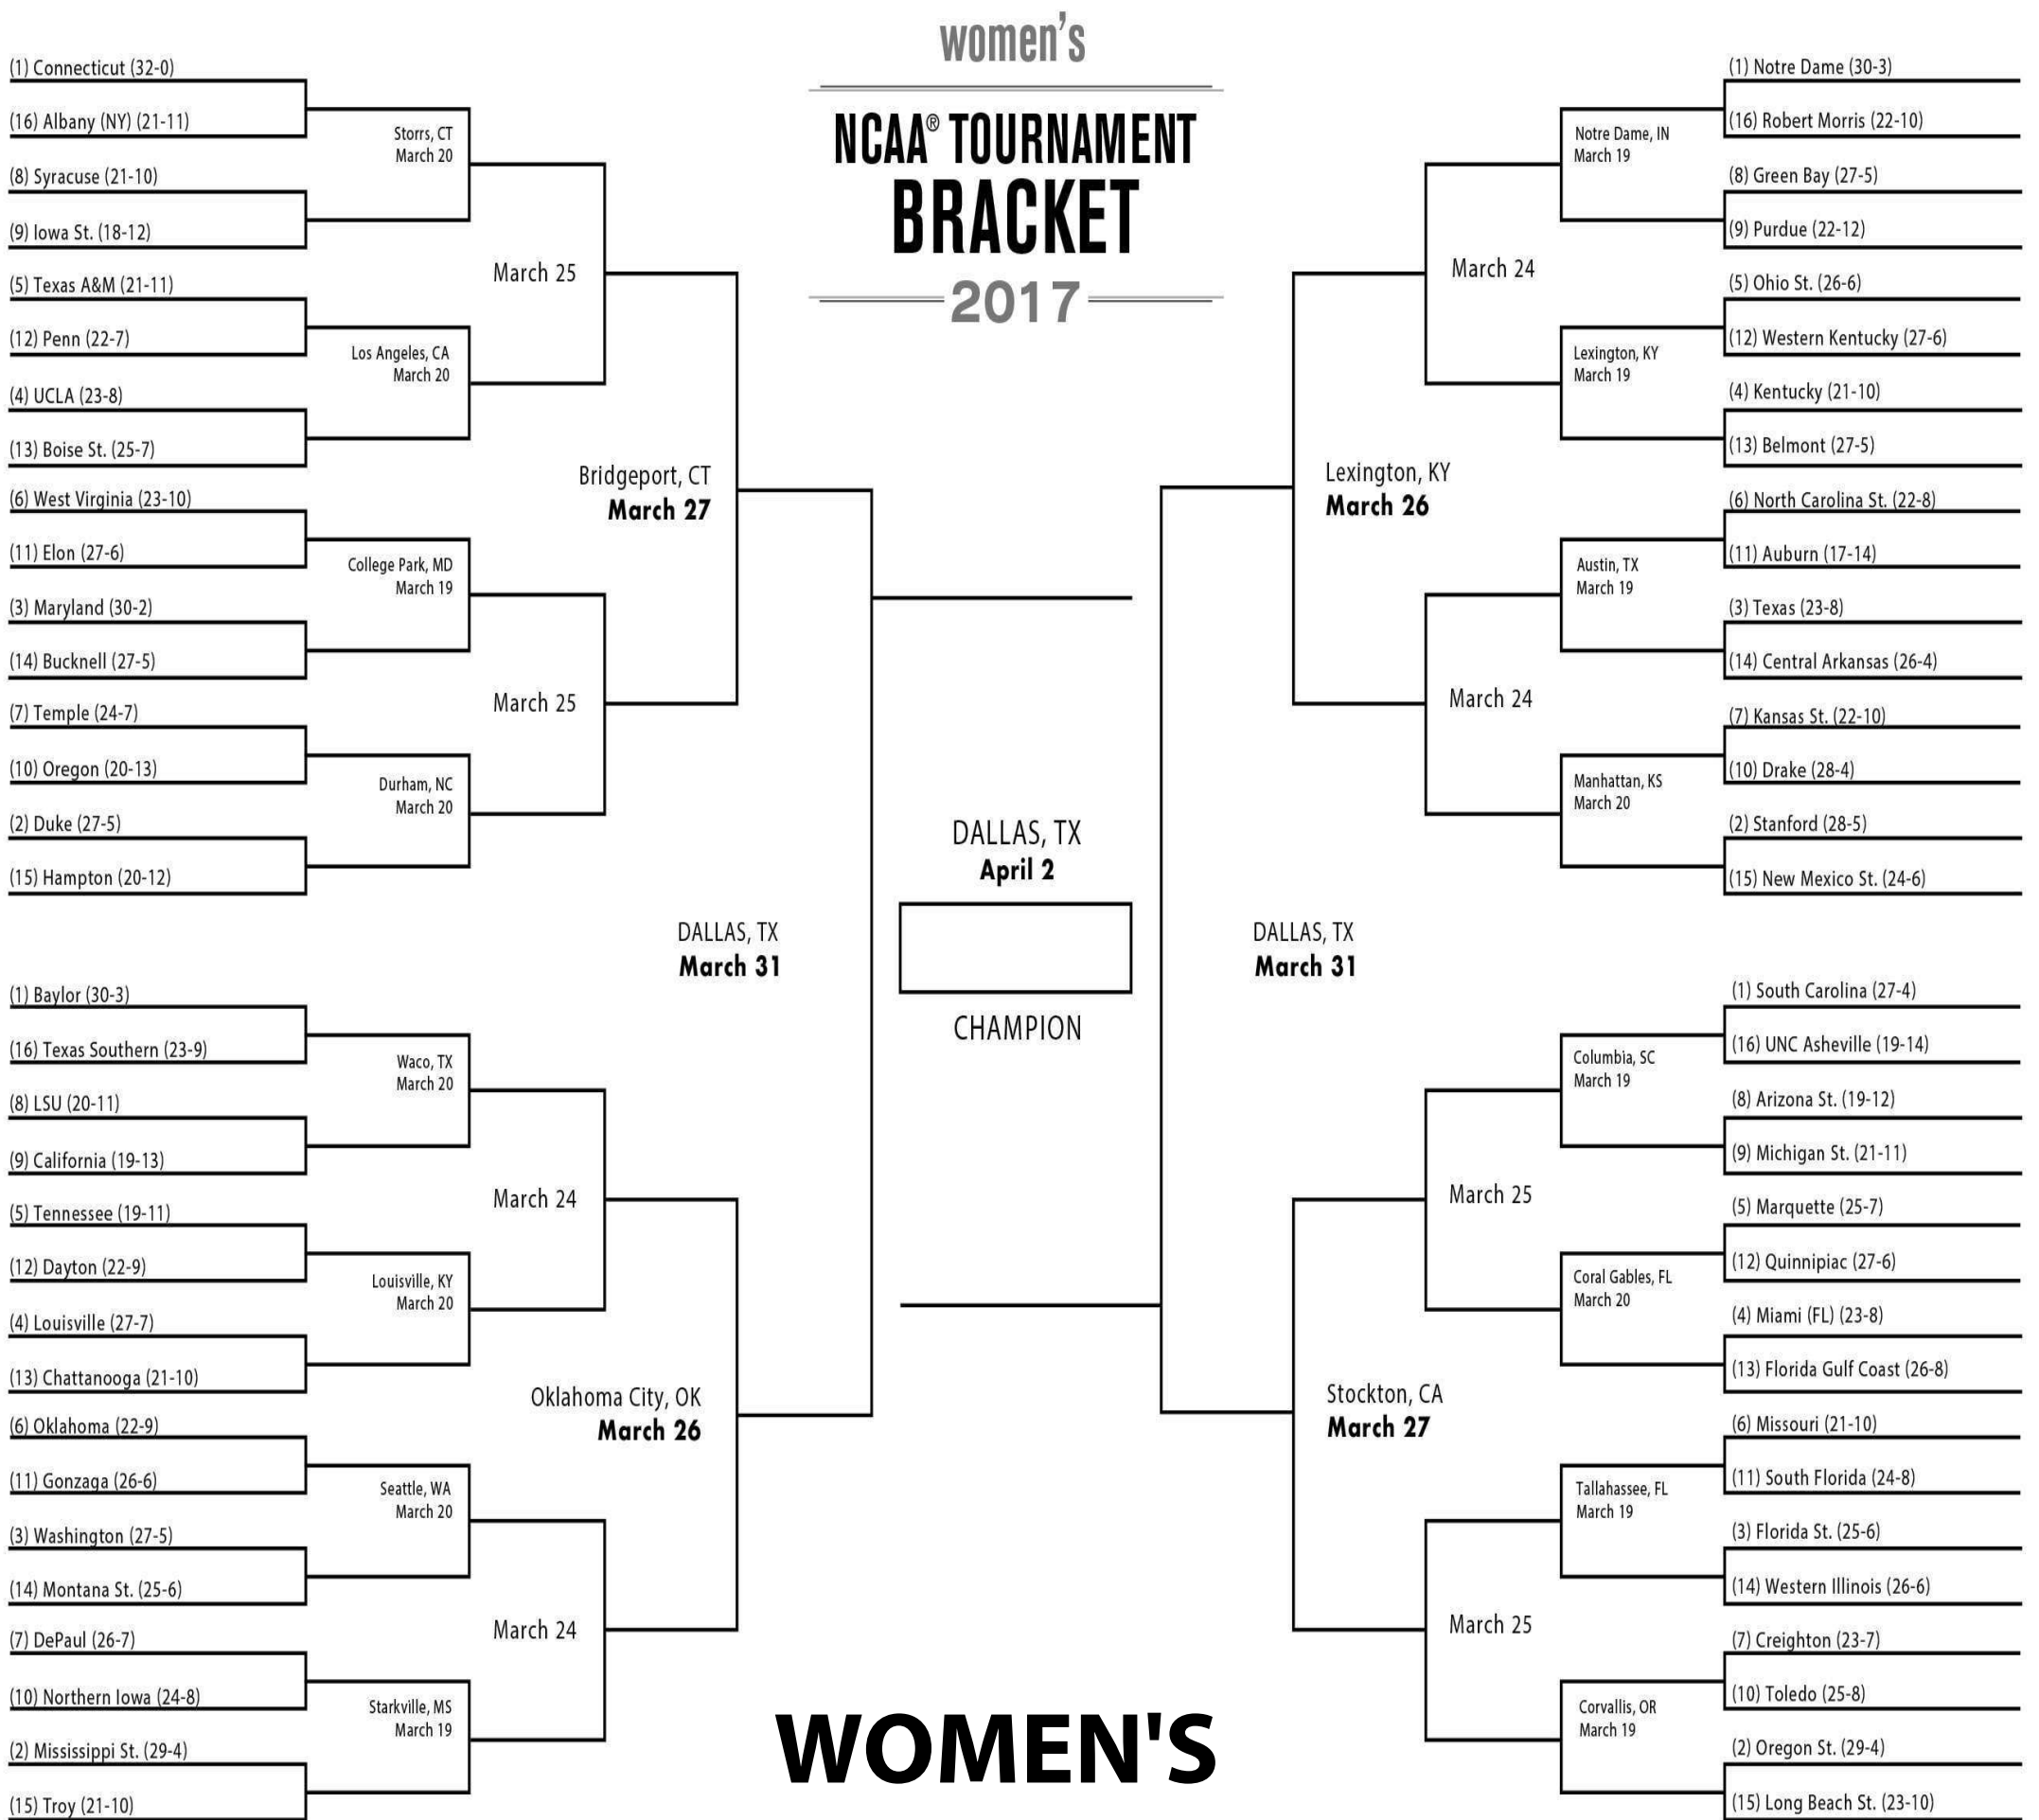 women's
NCAA® TOURNAMENT
BRACKET
2017
(1) Connecticut (32-0)
(16) Albany (NY) (21-11)
Storrs, CT
March 20
(8) Syracuse (21-10)
(9) Iowa St. (18-12)
March 25
(5) Texas A&M (21-11)
(12) Penn (22-7)
Los Angeles, CA
March 20
(4) UCLA (23-8)
(13) Boise St. (25-7)
Bridgeport, CT
March 27
(6) West Virginia (23-10)
(11) Elon (27-6)
College Park, MD
March 19
(3) Maryland (30-2)
(14) Bucknell (27-5)
March 25
(7) Temple (24-7)
(10) Oregon (20-13)
Durham, NC
March 20
(2) Duke (27-5)
(15) Hampton (20-12)
DALLAS, TX
March 31
(1) Baylor (30-3)
(16) Texas Southern (23-9)
Waco, TX
March 20
(8) LSU (20-11)
(9) California (19-13)
March 24
(5) Tennessee (19-11)
(12) Dayton (22-9)
Louisville, KY
March 20
(4) Louisville (27-7)
(13) Chattanooga (21-10)
Oklahoma City, OK
March 26
(6) Oklahoma (22-9)
(11) Gonzaga (26-6)
Seattle, WA
March 20
(3) Washington (27-5)
(14) Montana St. (25-6)
March 24
(7) DePaul (26-7)
(10) Northern Iowa (24-8)
Starkville, MS
March 19
(2) Mississippi St. (29-4)
(15) Troy (21-10)
DALLAS, TX
April 2
CHAMPION
(1) Notre Dame (30-3)
(16) Robert Morris (22-10)
Notre Dame, IN
March 19
(8) Green Bay (27-5)
(9) Purdue (22-12)
March 24
(5) Ohio St. (26-6)
(12) Western Kentucky (27-6)
Lexington, KY
March 19
(4) Kentucky (21-10)
(13) Belmont (27-5)
Lexington, KY
March 26
(6) North Carolina St. (22-8)
(11) Auburn (17-14)
Austin, TX
March 19
(3) Texas (23-8)
(14) Central Arkansas (26-4)
March 24
(7) Kansas St. (22-10)
(10) Drake (28-4)
Manhattan, KS
March 20
(2) Stanford (28-5)
(15) New Mexico St. (24-6)
DALLAS, TX
March 31
(1) South Carolina (27-4)
(16) UNC Asheville (19-14)
Columbia, SC
March 19
(8) Arizona St. (19-12)
(9) Michigan St. (21-11)
March 25
(5) Marquette (25-7)
(12) Quinnipiac (27-6)
Coral Gables, FL
March 20
(4) Miami (FL) (23-8)
(13) Florida Gulf Coast (26-8)
Stockton, CA
March 27
(6) Missouri (21-10)
(11) South Florida (24-8)
Tallahassee, FL
March 19
(3) Florida St. (25-6)
(14) Western Illinois (26-6)
March 25
(7) Creighton (23-7)
(10) Toledo (25-8)
Corvallis, OR
March 19
(2) Oregon St. (29-4)
(15) Long Beach St. (23-10)
WOMEN'S